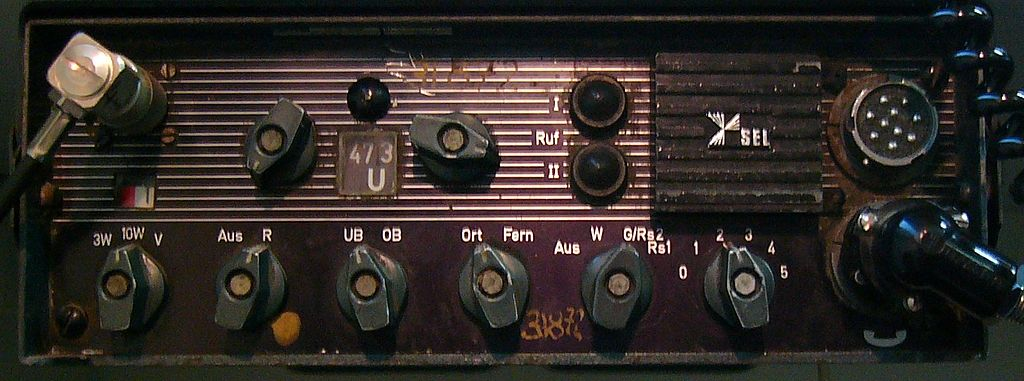 I
Ruf
II
473
U
SEL
3W 10W V
Aus R
UB OB
Ort Fern
Aus W G/Rs2
Rs1
0 1 2 3 4 5